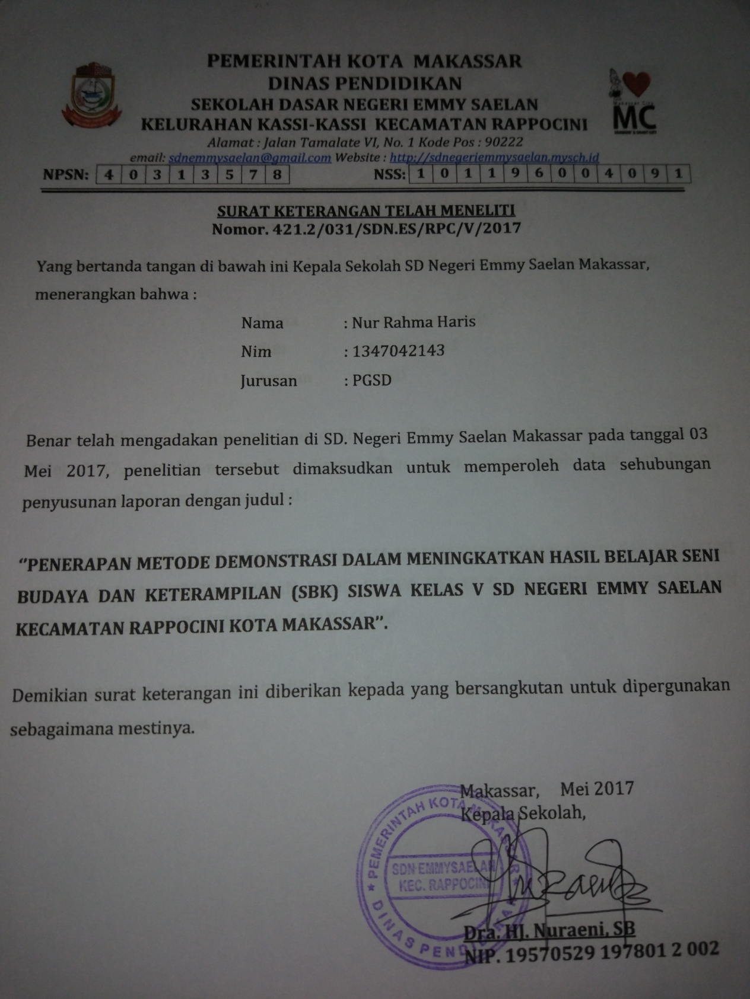 PEMERINTAH KOTA MAKASSAR
DINAS PENDIDIKAN
SEKOLAH DASAR NEGERI EMMY SAELAN
KELURAHAN KASSI-KASSI KECAMATAN RAPPOCINI
Alamat : Jalan Tamalate VI, No. 1 Kode Pos : 90222
email: sdnemmysaelan@gmail.com Website : http://sdnegeriemmysaelan.mysch.id
MC
NPSN: 4 0 3 1 3 5 7 8 NSS: 1 0 1 1 9 6 0 0 4 0 9 1
SURAT KETERANGAN TELAH MENELITI
Nomor. 421.2/031/SDN.ES/RPC/V/2017
Yang bertanda tangan di bawah ini Kepala Sekolah SD Negeri Emmy Saelan Makassar,
menerangkan bahwa :
Nama : Nur Rahma Haris
Nim : 1347042143
Jurusan : PGSD
Benar telah mengadakan penelitian di SD. Negeri Emmy Saelan Makassar pada tanggal 03
Mei 2017, penelitian tersebut dimaksudkan untuk memperoleh data sehubungan
penyusunan laporan dengan judul :
“PENERAPAN METODE DEMONSTRASI DALAM MENINGKATKAN HASIL BELAJAR SENI
BUDAYA DAN KETERAMPILAN (SBK) SISWA KELAS V SD NEGERI EMMY SAELAN
KECAMATAN RAPPOCINI KOTA MAKASSAR”.
Demikian surat keterangan ini diberikan kepada yang bersangkutan untuk dipergunakan
sebagaimana mestinya.
Makassar, Mei 2017
Kepala Sekolah,
PEMERINTAH KOTA MAKASSAR
SDN EMMYSAELAN
KEC. RAPPOCINI
DINAS PENDIDIKAN
Dra. HJ. Nuraeni, SB
NIP. 19570529 197801 2 002